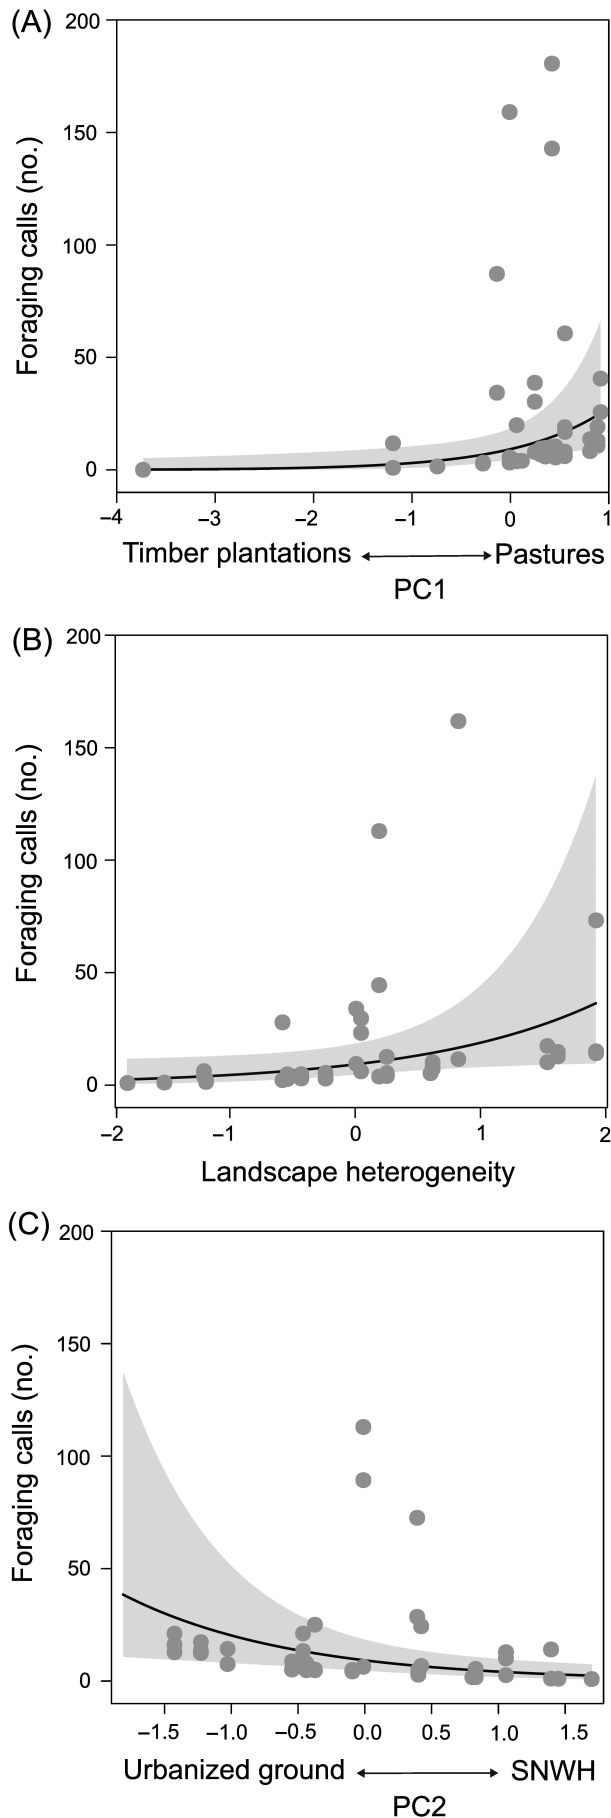 (A)
200
150
100
50
0
Foraging calls (no.)
−4 −3 −2 −1 0 1
Timber plantations Pastures
PC1
(B)
200
150
100
50
0
Foraging calls (no.)
−2 −1 0 1 2
Landscape heterogeneity
(C)
200
150
100
50
0
Foraging calls (no.)
−1.5 −1.0 −0.5 0.0 0.5 1.0 1.5
Urbanized ground SNWH
PC2